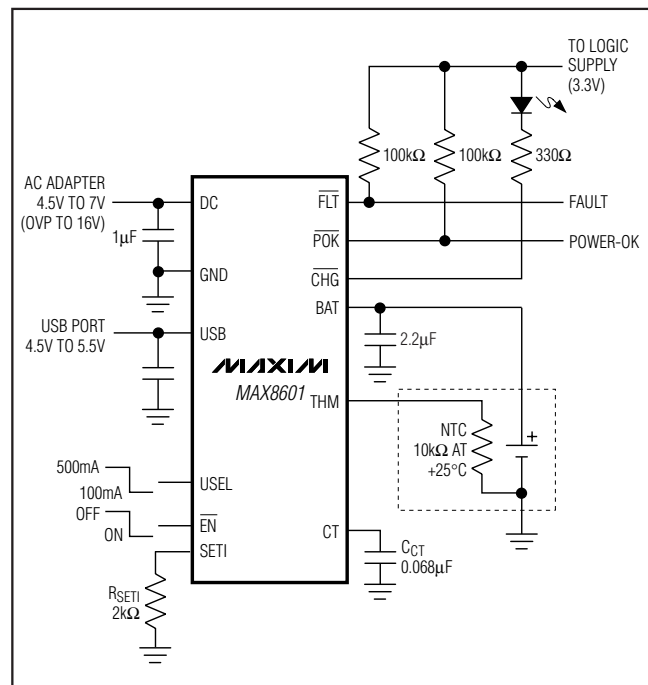 TO LOGIC
SUPPLY
(3.3V)
100kΩ
100kΩ
330Ω
AC ADAPTER
4.5V TO 7V
(OVP TO 16V)
1μF
DC
GND
USB PORT
4.5V TO 5.5V
USB
MAXIM
MAX8601
500mA
100mA
USEL
OFF
ON
EN
SETI
RSETI
2kΩ
FLT
FAULT
POK
POWER-OK
CHG
BAT
2.2μF
THM
NTC
10kΩ AT
+25°C
+
CT
CCT
0.068μF